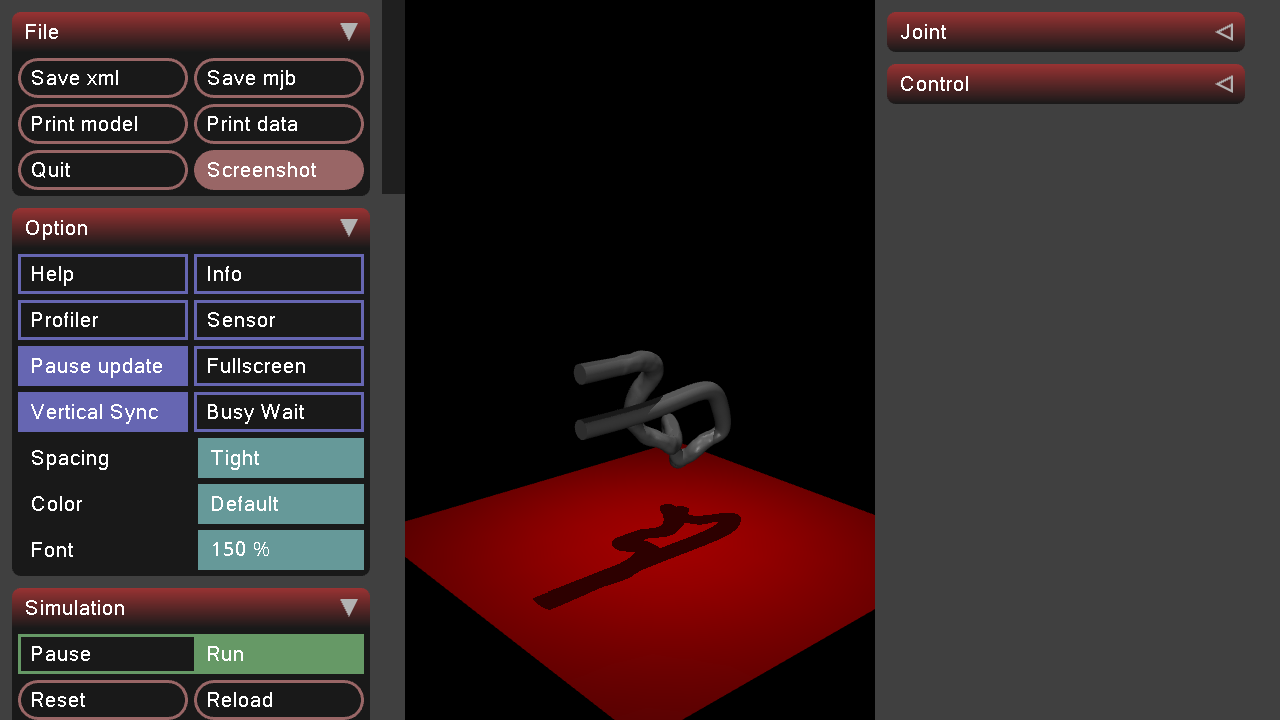 File
Save xml
Save mjb
Print model
Print data
Quit
Screenshot
Option
Help
Info
Profiler
Sensor
Pause update
Fullscreen
Vertical Sync
Busy Wait
Spacing
Tight
Color
Default
Font
150 %
Simulation
Pause
Run
Reset
Reload
Joint
Control